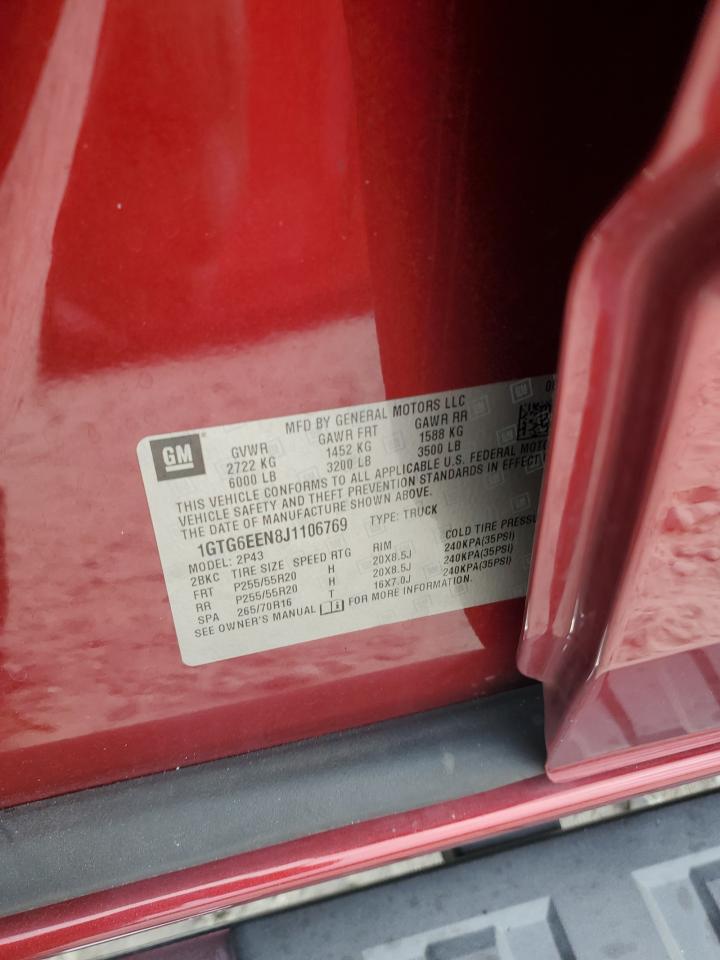 MFD BY GENERAL MOTORS LLC
GM
GVWR GAWR FRT GAWR RR
2722 KG 1452 KG 1588 KG
6000 LB 3200 LB 3500 LB
THIS VEHICLE CONFORMS TO ALL APPLICABLE U.S. FEDERAL
VEHICLE SAFETY AND THEFT PREVENTION STANDARDS IN EFFECT
THE DATE OF MANUFACTURE SHOWN ABOVE.
1GTG6EEN8J1106769 TYPE: TRUCK
MODEL: 2P43
2BKC TIRE SIZE SPEED RTG RIM COLD TIRE
FRT P255/55R20 H 20X8.5J 240KPA(35PSI)
RR P255/55R20 H 20X8.5J 240KPA(35PSI)
SPA 265/70R16 T 16X7.0J 240KPA(35PSI)
SEE OWNER'S MANUAL FOR MORE INFORMATION.